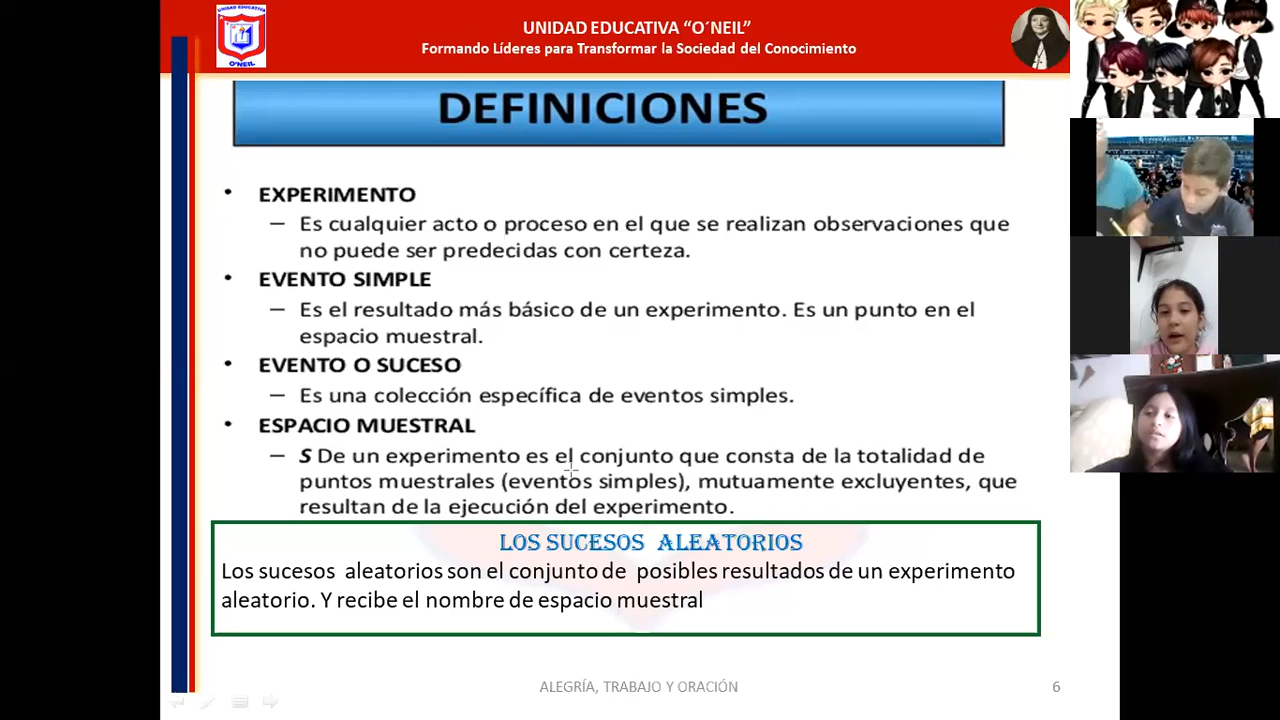 UNIDAD EDUCATIVA
O'NEIL
UNIDAD EDUCATIVA “O´NEIL”
Formando Líderes para Transformar la Sociedad del Conocimiento
DEFINICIONES
• EXPERIMENTO
– Es cualquier acto o proceso en el que se realizan observaciones que
no puede ser predecidas con certeza.
• EVENTO SIMPLE
– Es el resultado más básico de un experimento. Es un punto en el
espacio muestral.
• EVENTO O SUCESO
– Es una colección específica de eventos simples.
• ESPACIO MUESTRAL
– S De un experimento es el conjunto que consta de la totalidad de
puntos muestrales (eventos simples), mutuamente excluyentes, que
resultan de la ejecución del experimento.
LOS SUCESOS ALEATORIOS
Los sucesos aleatorios son el conjunto de posibles resultados de un experimento
aleatorio. Y recibe el nombre de espacio muestral
ALEGRÍA, TRABAJO Y ORACIÓN
6